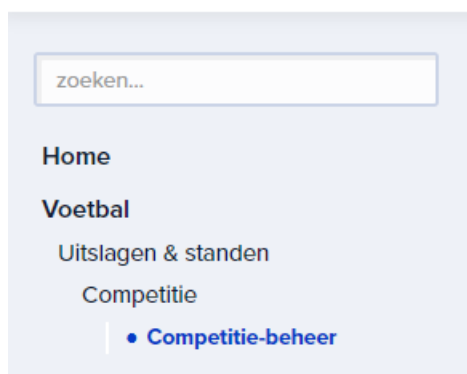 zoeken...
Home
Voetbal
Uitslagen & standen
Competitie
• Competitie-beheer